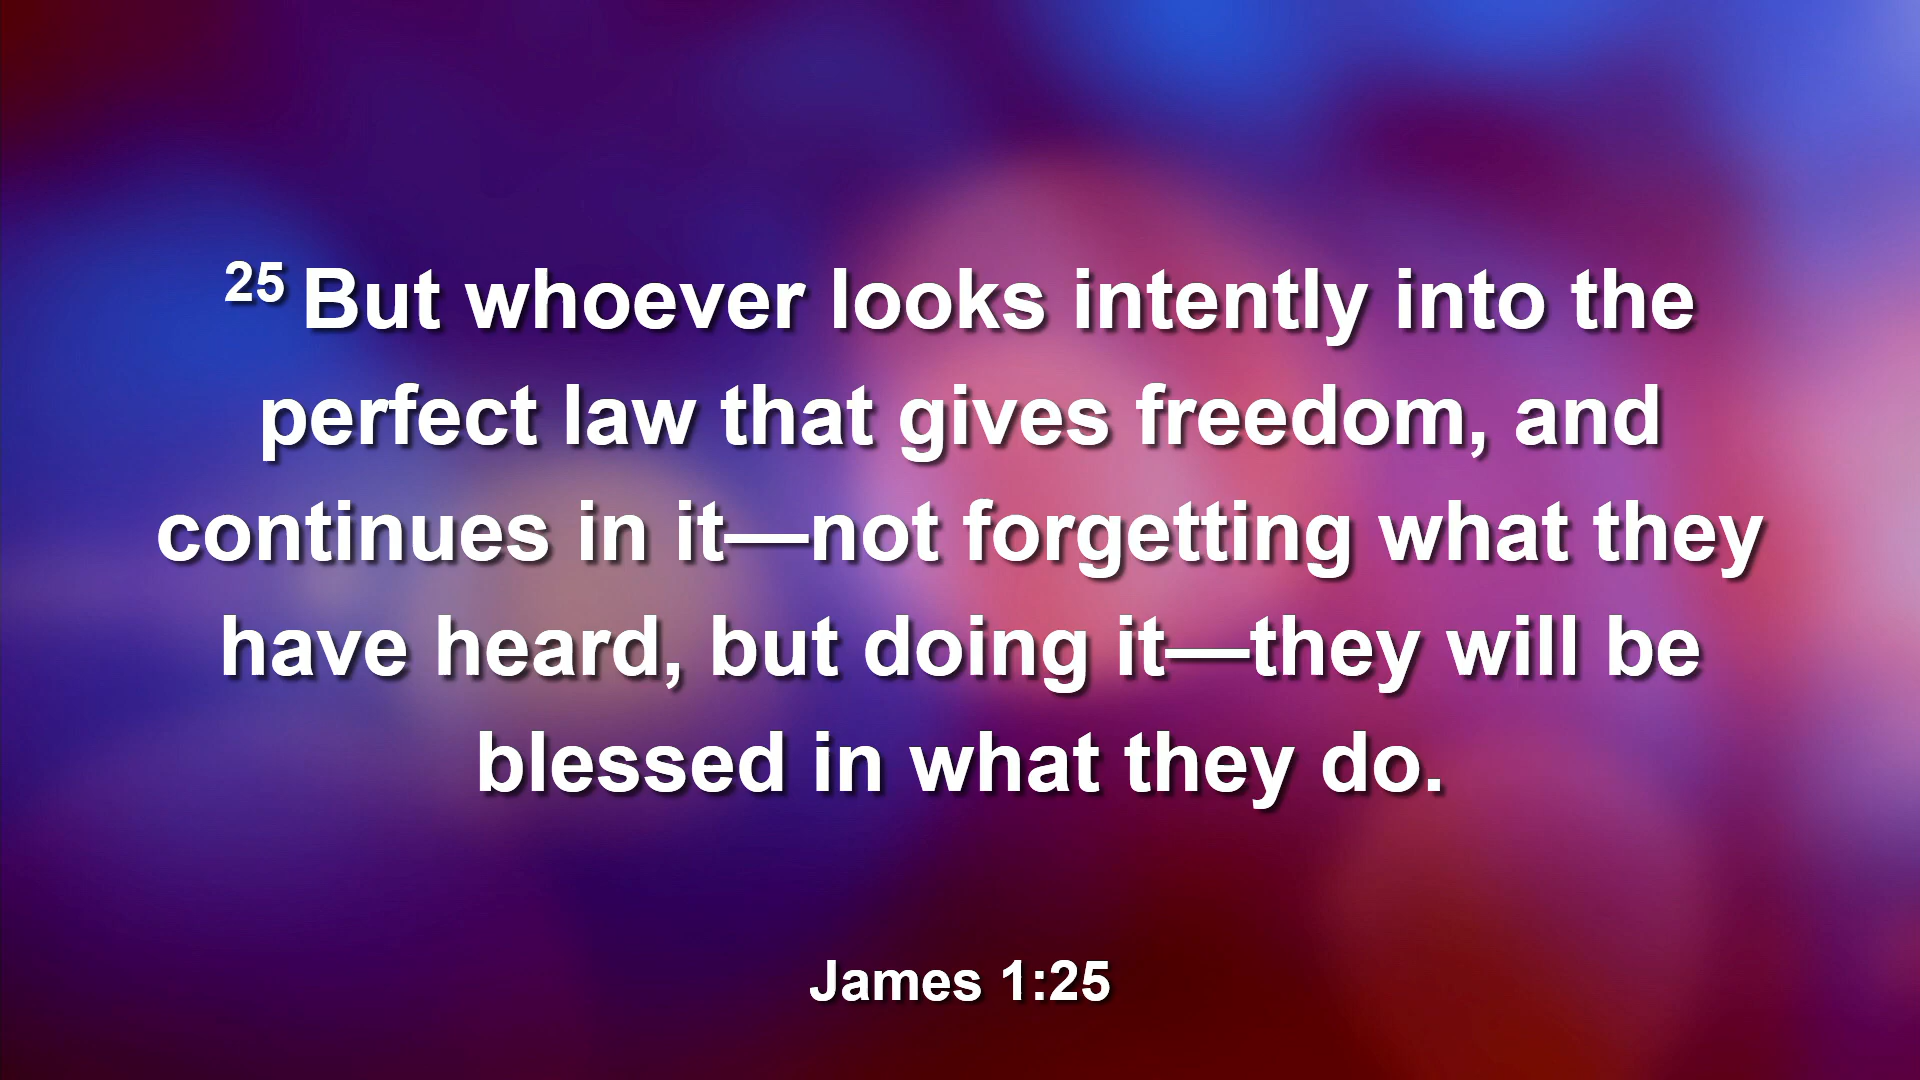 25 But whoever looks intently into the
perfect law that gives freedom, and
continues in it—not forgetting what they
have heard, but doing it—they will be
blessed in what they do.
James 1:25